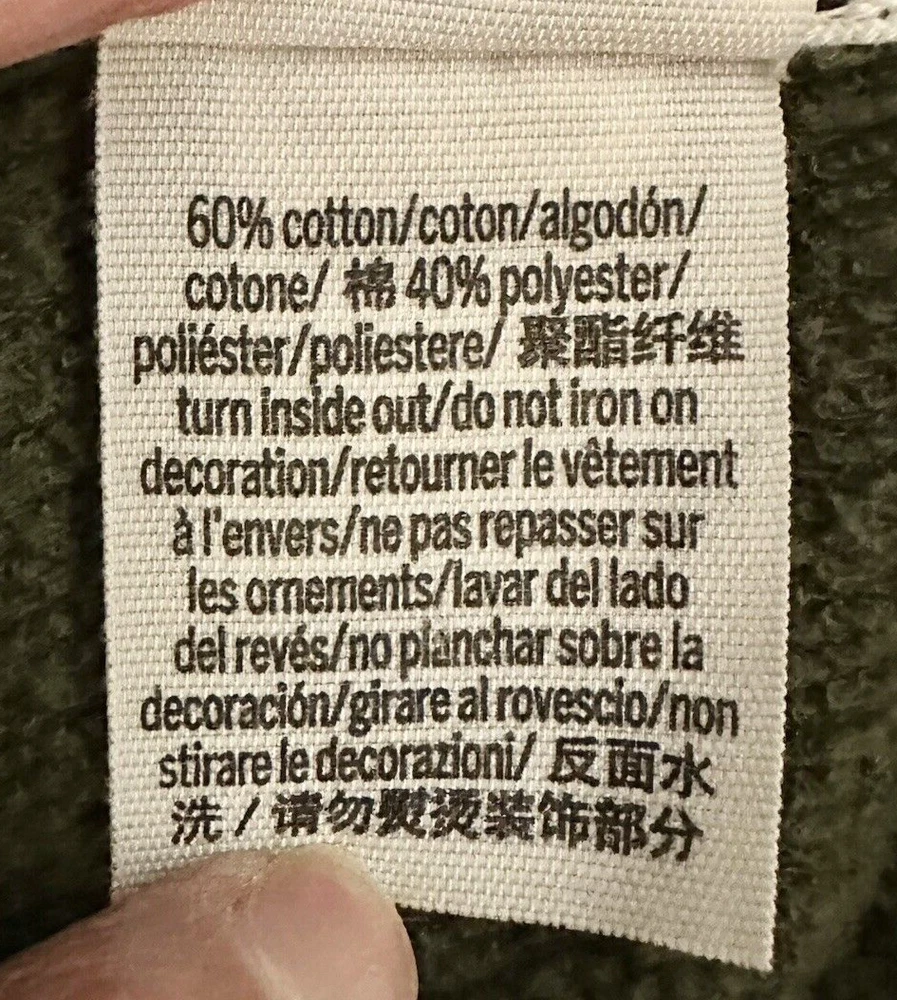 60% cotton/coton/algodón/
cotone/ 棉 40% polyester/
poliéster/poliestere/ 聚酯纤维
turn inside out/do not iron on
decoration/retourner le vêtement
à l'envers/ne pas repasser sur
les ornements/lavar del lado
del revés/no planchar sobre la
decoración/girare al rovescio/non
stirare le decorazioni/ 反面水
洗 / 请勿熨烫装饰部分